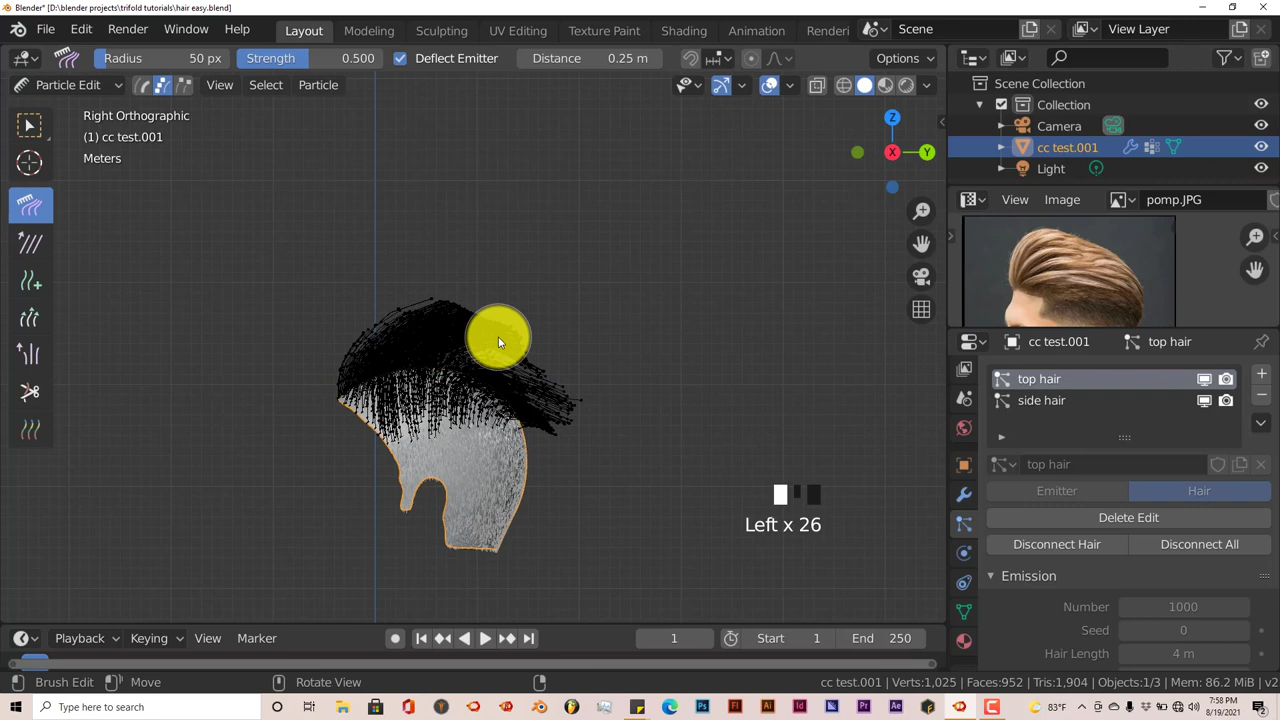 Blender* [D:\blender projects\trifold tutorials\hair easy.blend]
File Edit Render Window Help Layout Modeling Sculpting UV Editing Texture Paint Shading Animation Renderi Scene View Layer
Radius 50 px Strength 0.500 Deflect Emitter Distance 0.25 m Options
Particle Edit View Select Particle
Right Orthographic
(1) cc test.001
Meters
Z
X
Y
Scene Collection
Collection
Camera
cc test.001
Light
View Image pomp.JPG
cc test.001 top hair
top hair
side hair
top hair
Emitter Hair
Delete Edit
Disconnect Hair Disconnect All
Emission
Number 1000
Seed 0
Hair Length 4 m
Left x 26
Playback Keying View Marker 1 Start 1 End 250
Brush Edit Move Rotate View cc test.001 | Verts:1,025 | Faces:952 | Tris:1,904 | Objects:1/3 | Mem: 86.2 MiB | v2
Type here to search
83°F
7:58 PM
8/19/2021